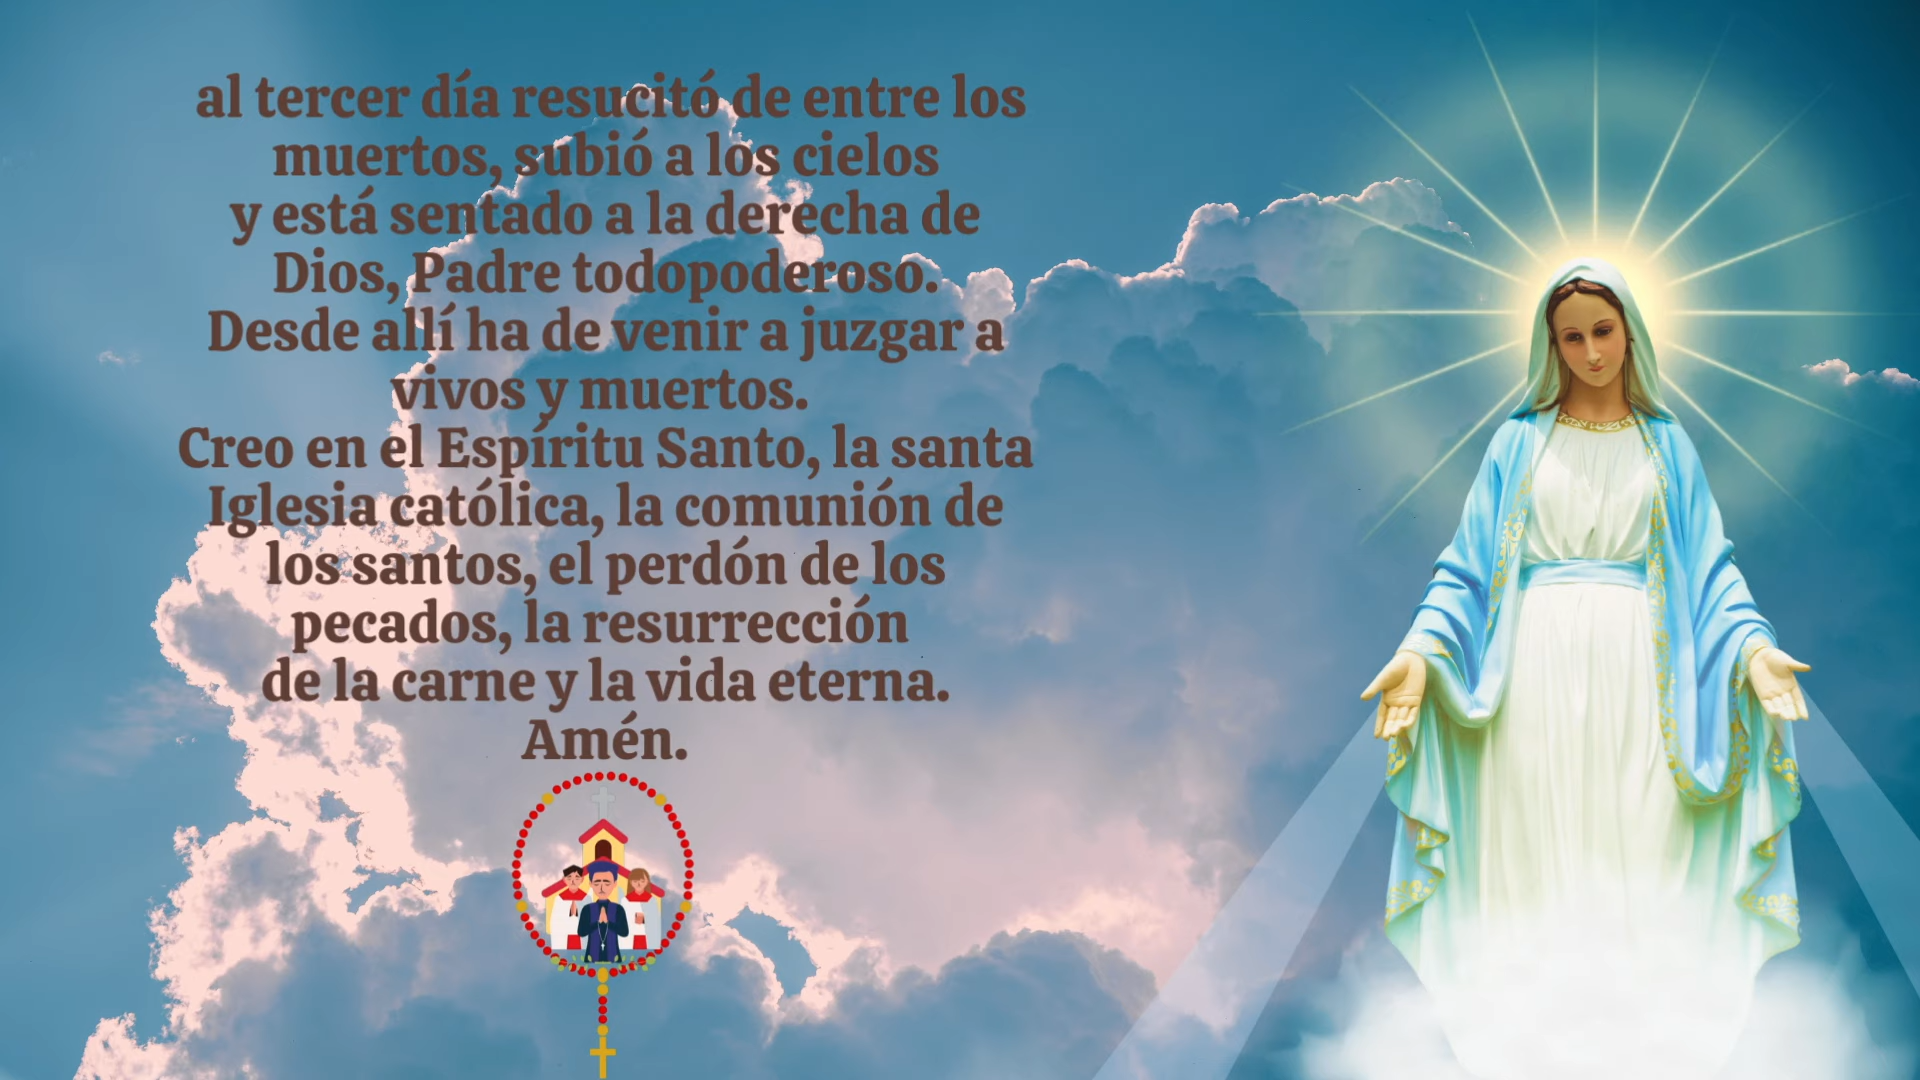 al tercer día resucitó de entre los
muertos, subió a los cielos
y está sentado a la derecha de
Dios, Padre todopoderoso.
Desde allí ha de venir a juzgar a
vivos y muertos.
Creo en el Espíritu Santo, la santa
Iglesia católica, la comunión de
los santos, el perdón de los
pecados, la resurrección
de la carne y la vida eterna.
Amén.